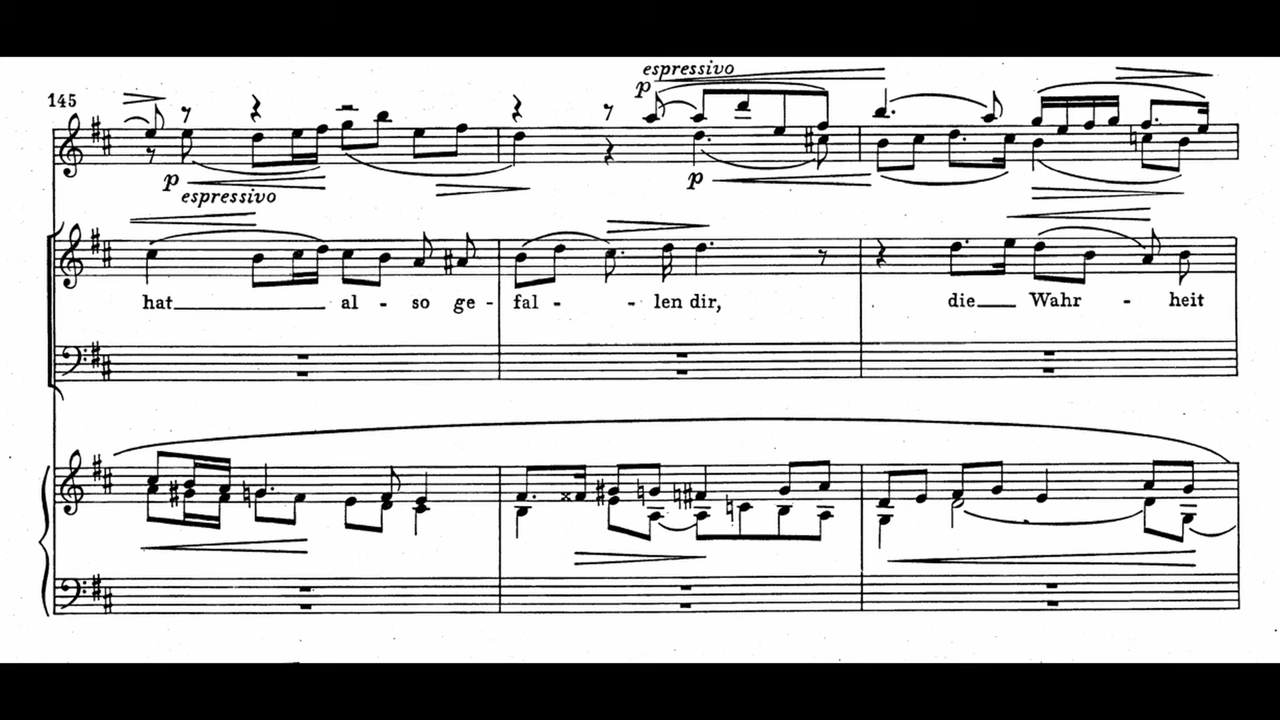 espressivo
p
145
p
p
espressivo
hat al - so ge - fal - - len dir, die Wahr - heit